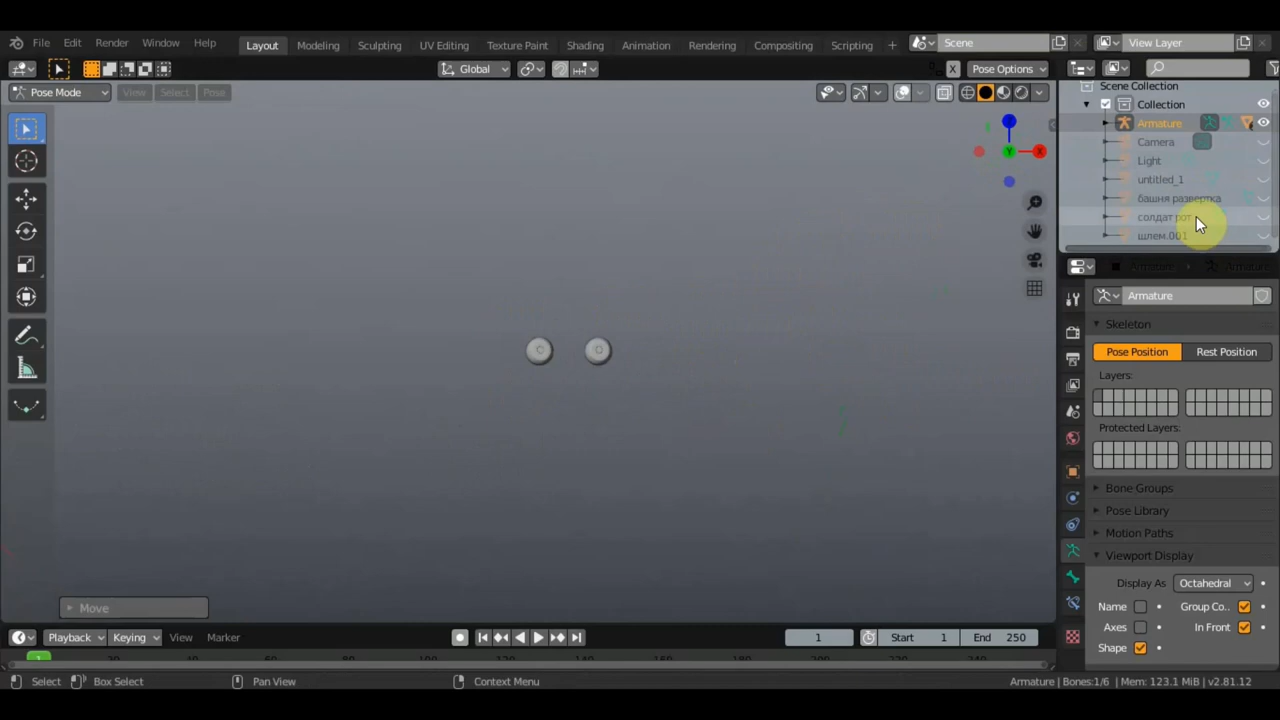 File Edit Render Window Help Layout Modeling Sculpting UV Editing Texture Paint Shading Animation Rendering Compositing Scripting + Scene View Layer
Global X Pose Options
Pose Mode View Select Pose
Scene Collection
Collection
Armature
Camera
Light
untitled_1
башня развертка
солдат рот
шлем.001
Y
Armature
Skeleton
Pose Position Rest Position
Layers:
Protected Layers:
Bone Groups
Pose Library
Motion Paths
Viewport Display
Display As Octahedral
Name Group Co..
Axes In Front
Shape
Move
Playback Keying View Marker 1 Start 1 End 250
1
Select Box Select Pan View Context Menu Armature | Bones:1/6 | Mem: 123.1 MiB | v2.81.12